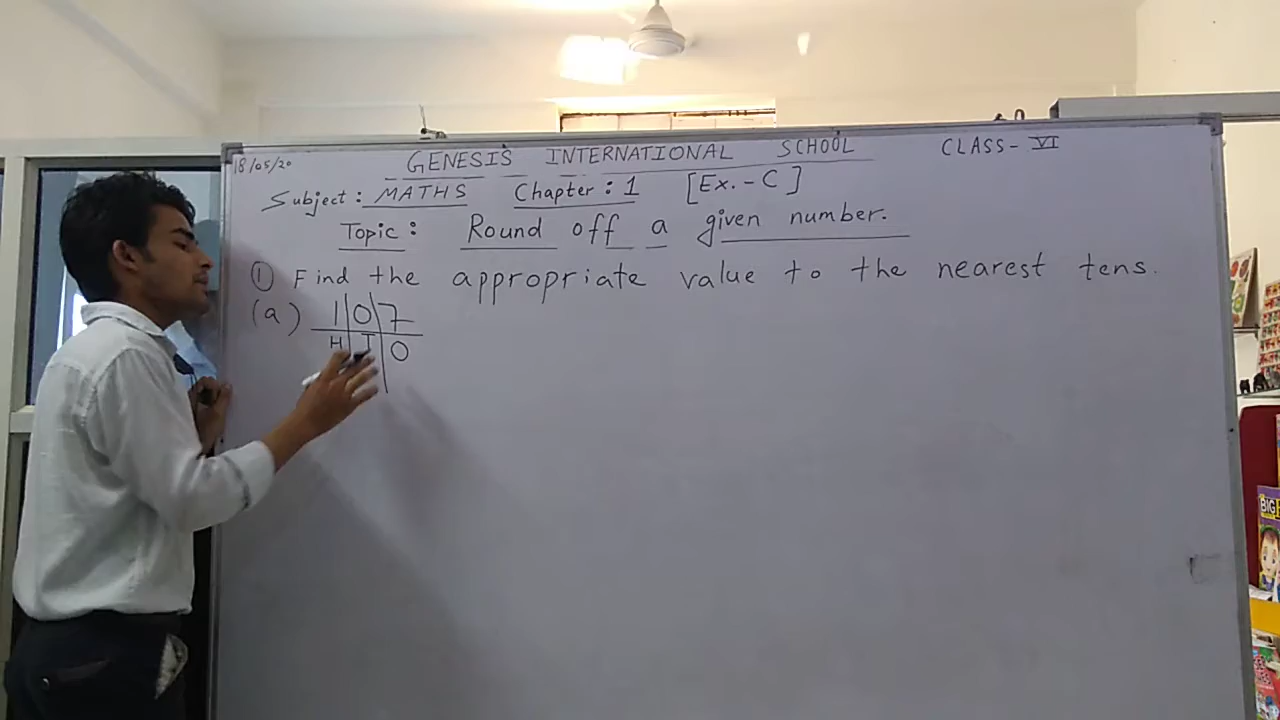 18/05/20 GENESIS INTERNATIONAL SCHOOL CLASS-VI
Subject: MATHS Chapter: 1 [Ex.-C]
Topic: Round off a given number.
① Find the appropriate value to the nearest tens.
(a) 1|0|7
H|T|O
BIG